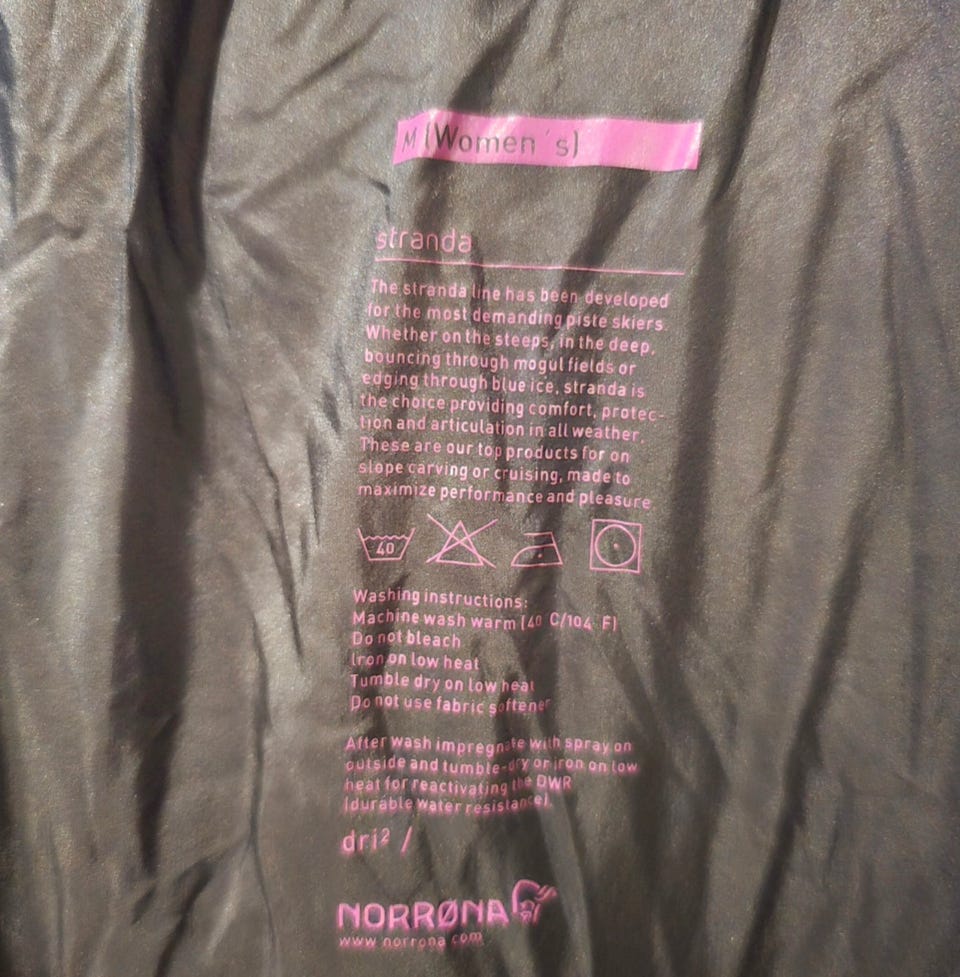 M (Women´s)
stranda
The stranda line has been developed
for the most demanding piste skiers.
Whether on the steeps, in the deep,
bouncing through mogul fields or
edging through blue ice, stranda is
the choice providing comfort, protec-
tion and articulation in all weather.
These are our top products for on
slope carving or cruising, made to
maximize performance and pleasure
40
Washing instructions:
Machine wash warm (40 C/104 F)
Do not bleach
Iron on low heat
Tumble dry on low heat
Do not use fabric softener
After wash impregnate with spray on
outside and tumble-dry or iron on low
heat for reactivating the DWR
(durable water resistance).
dri² /
NORRØNA
www.norrona.com